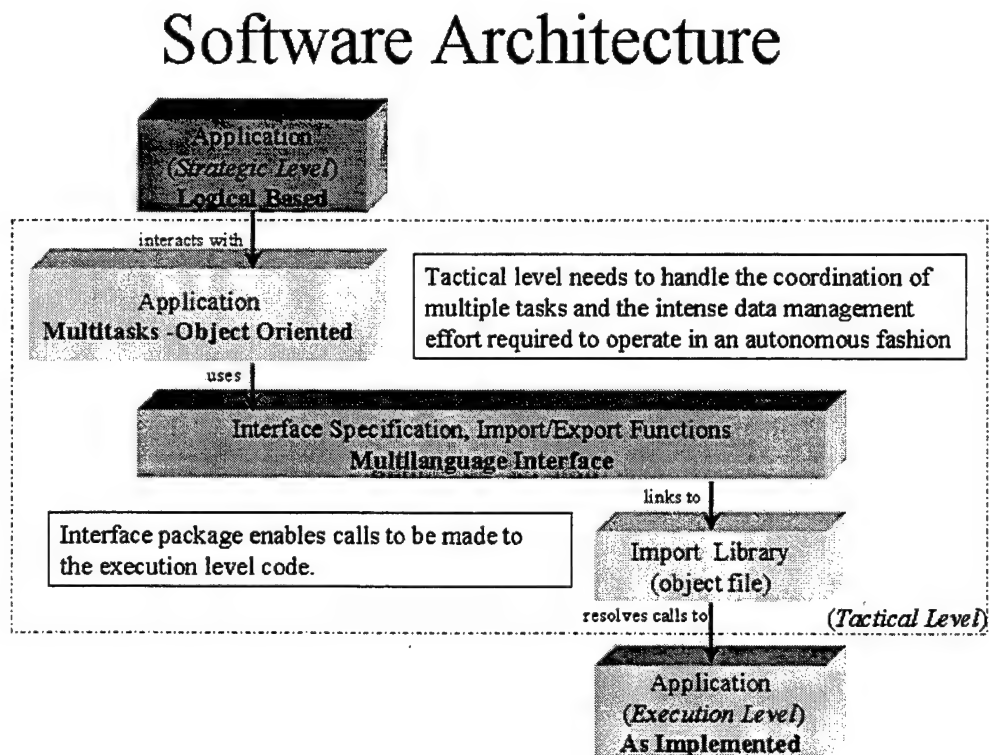 Software Architecture
Application
(Strategic Level)
Logical Based
interacts with
Application
Multitasks -Object Oriented
Tactical level needs to handle the coordination of
multiple tasks and the intense data management
effort required to operate in an autonomous fashion
uses
Interface Specification, Import/Export Functions
Multilanguage Interface
links to
Interface package enables calls to be made to
the execution level code.
Import Library
(object file)
resolves calls to
(Tactical Level)
Application
(Execution Level)
As Implemented